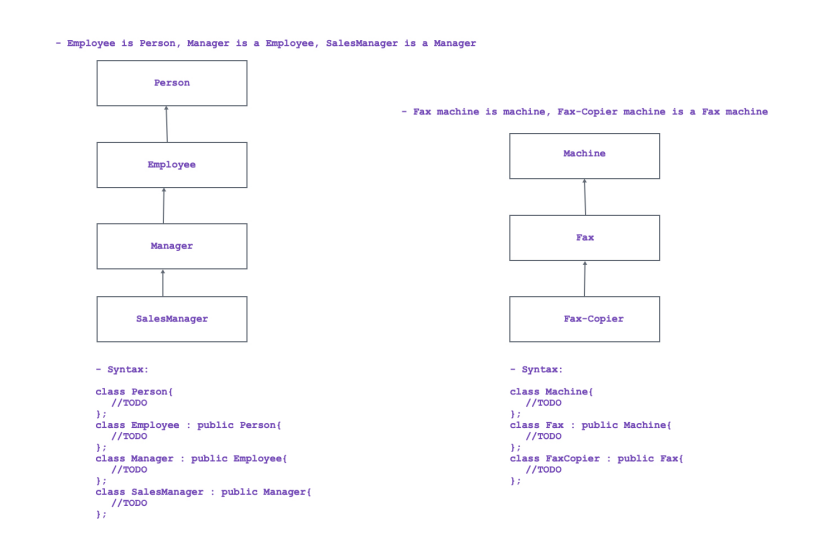 - Employee is Person, Manager is a Employee, SalesManager is a Manager
Person
Employee
Manager
SalesManager
- Syntax:
class Person{
//TODO
};
class Employee : public Person{
//TODO
};
class Manager : public Employee{
//TODO
};
class SalesManager : public Manager{
//TODO
};
- Fax machine is machine, Fax-Copier machine is a Fax machine
Machine
Fax
Fax-Copier
- Syntax:
class Machine{
//TODO
};
class Fax : public Machine{
//TODO
};
class FaxCopier : public Fax{
//TODO
};